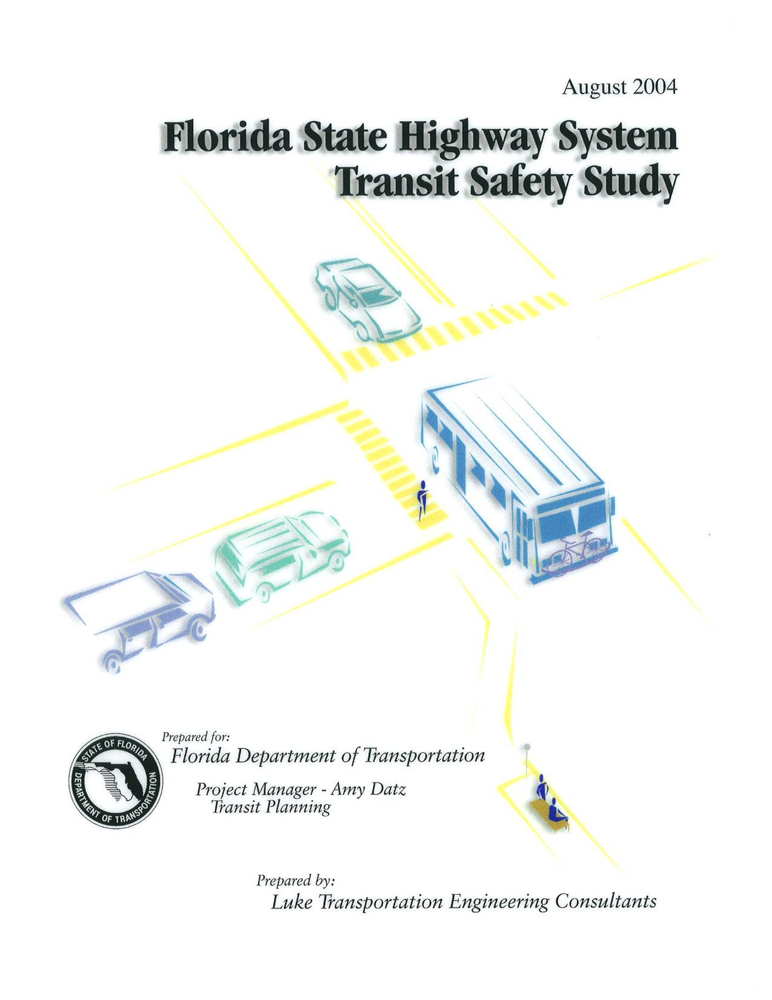 August 2004
Florida State Highway System
Transit Safety Study
Prepared for:
Florida Department of Transportation
Project Manager - Amy Datz
Transit Planning
STATE OF FLORIDA
DEPARTMENT OF TRANSPORTATION
Prepared by:
Luke Transportation Engineering Consultants